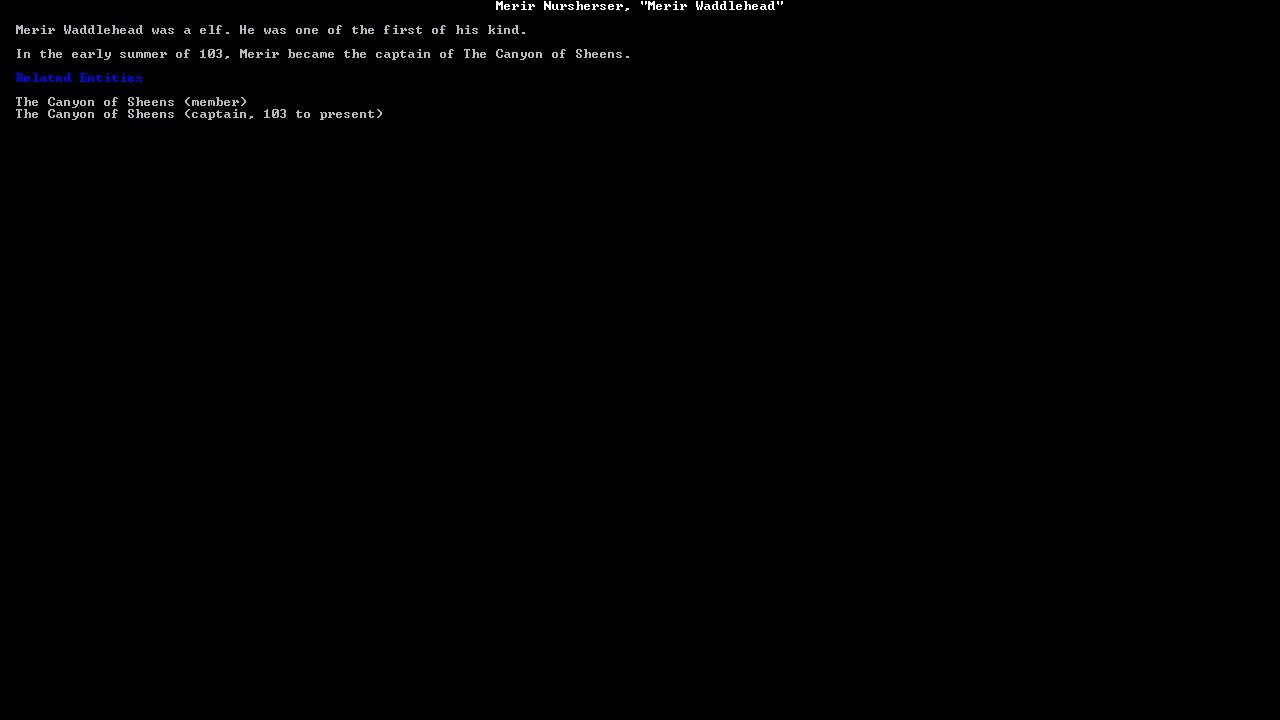 Merir Nursherser, "Merir Waddlehead"
Merir Waddlehead was a elf. He was one of the first of his kind.
In the early summer of 103, Merir became the captain of The Canyon of Sheens.
Related Entities
The Canyon of Sheens (member)
The Canyon of Sheens (captain, 103 to present)